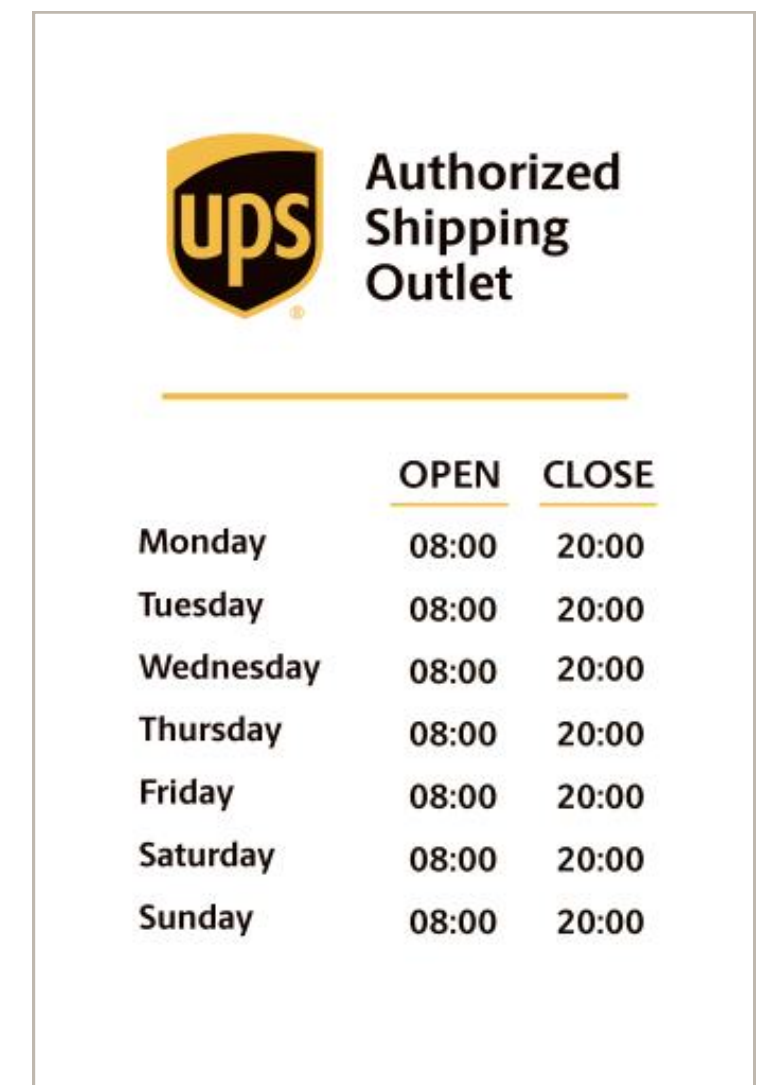 ups
®
Authorized
Shipping
Outlet
OPEN CLOSE
Monday 08:00 20:00
Tuesday 08:00 20:00
Wednesday 08:00 20:00
Thursday 08:00 20:00
Friday 08:00 20:00
Saturday 08:00 20:00
Sunday 08:00 20:00